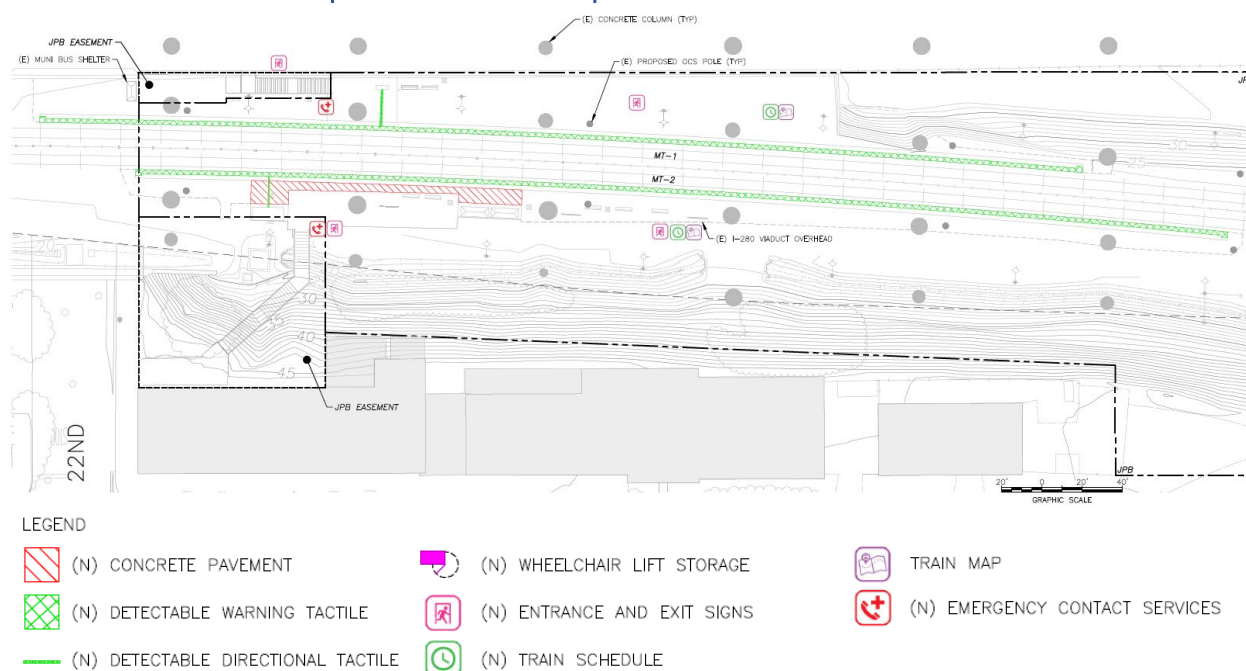 (E) CONCRETE COLUMN (TYP)
JPB EASEMENT
(E) MUNI BUS SHELTER
(E) PROPOSED OCS POLE (TYP)
30
25
MT-1
MT-2
(E) I-280 VIADUCT OVERHEAD
30
35
40
45
JPB EASEMENT
22ND
JPB
20' 0 20' 40'
GRAPHIC SCALE
LEGEND
(N) CONCRETE PAVEMENT
(N) WHEELCHAIR LIFT STORAGE
TRAIN MAP
(N) DETECTABLE WARNING TACTILE
(N) ENTRANCE AND EXIT SIGNS
(N) EMERGENCY CONTACT SERVICES
(N) DETECTABLE DIRECTIONAL TACTILE
(N) TRAIN SCHEDULE